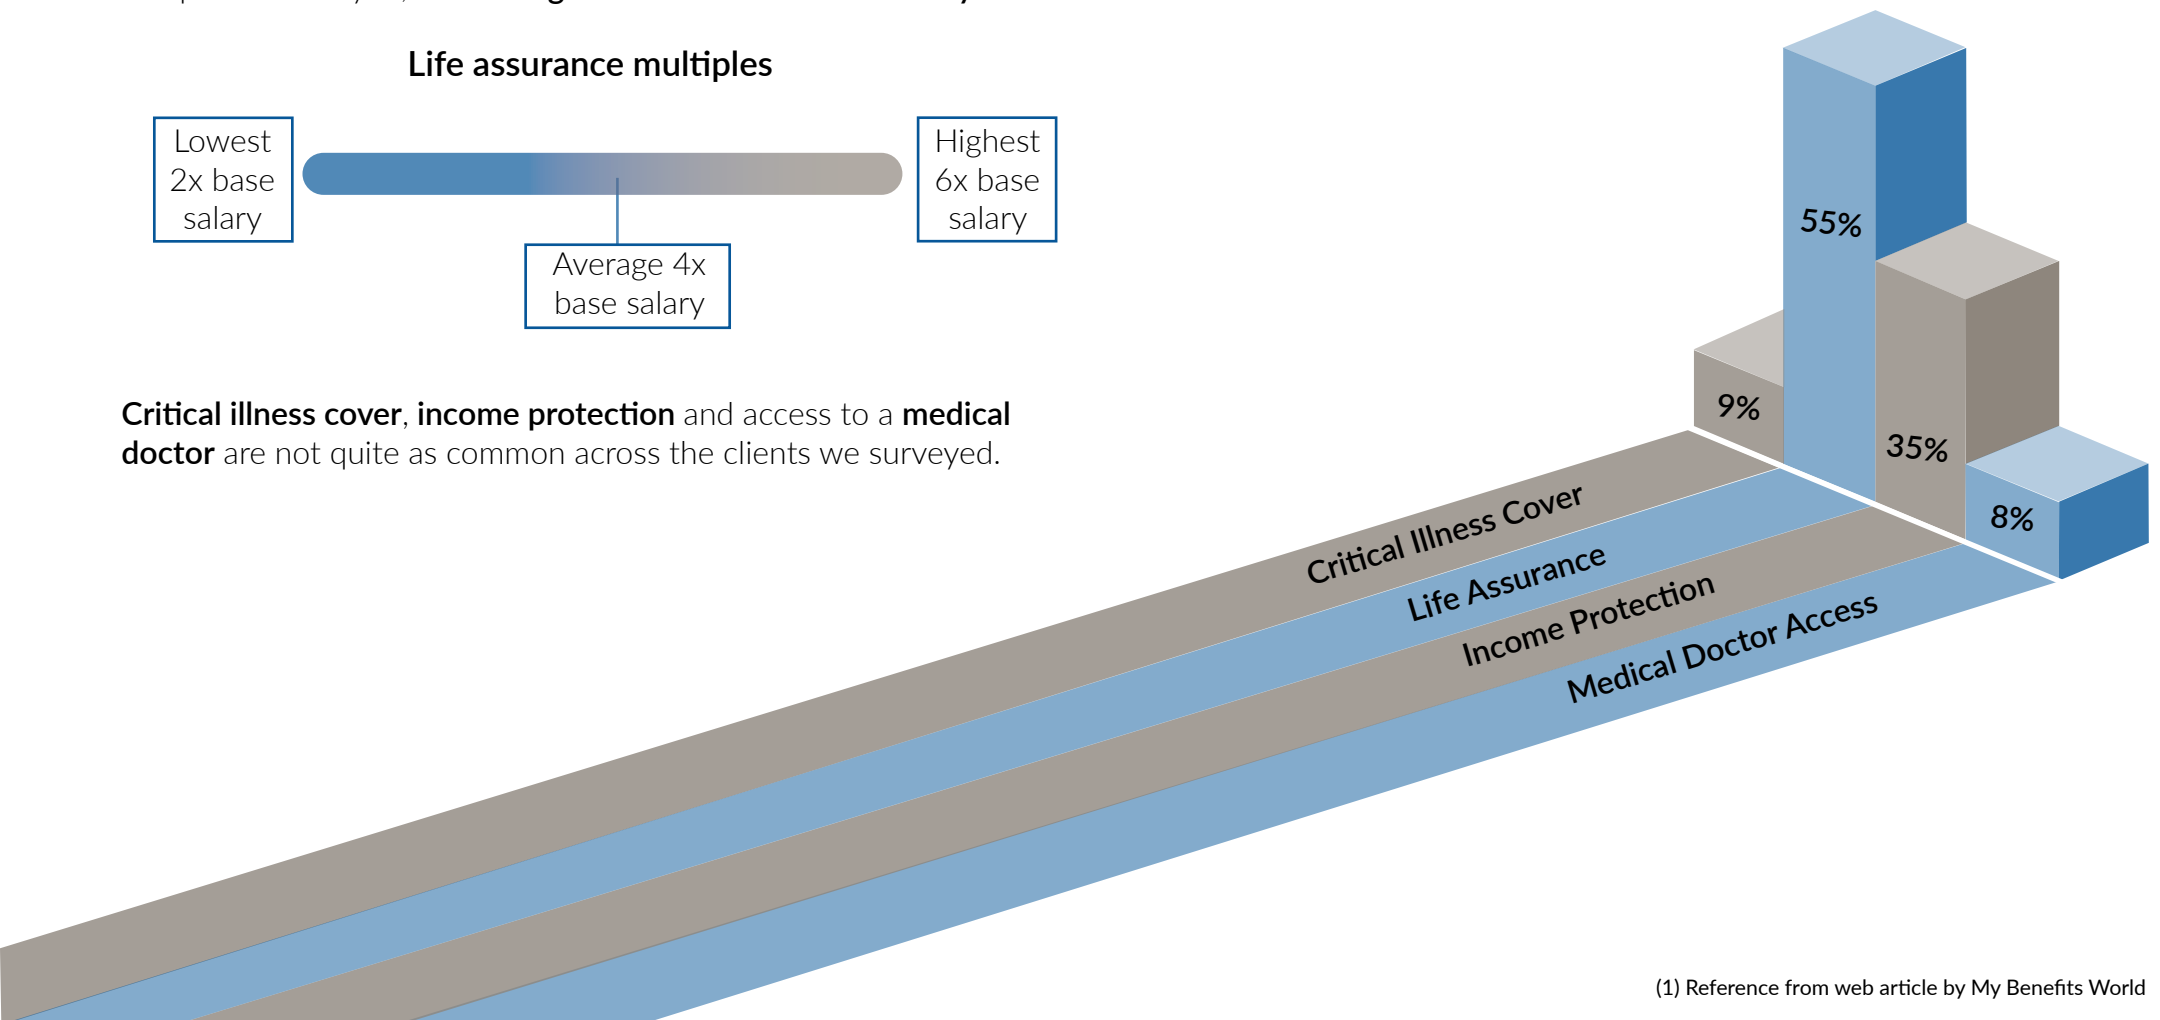 Life assurance multiples
Lowest
2x base
salary
Highest
6x base
salary
Average 4x
base salary
Critical illness cover, income protection and access to a medical
doctor are not quite as common across the clients we surveyed.
55%
9%
35%
8%
Critical Illness Cover
Life Assurance
Income Protection
Medical Doctor Access
(1) Reference from web article by My Benefits World